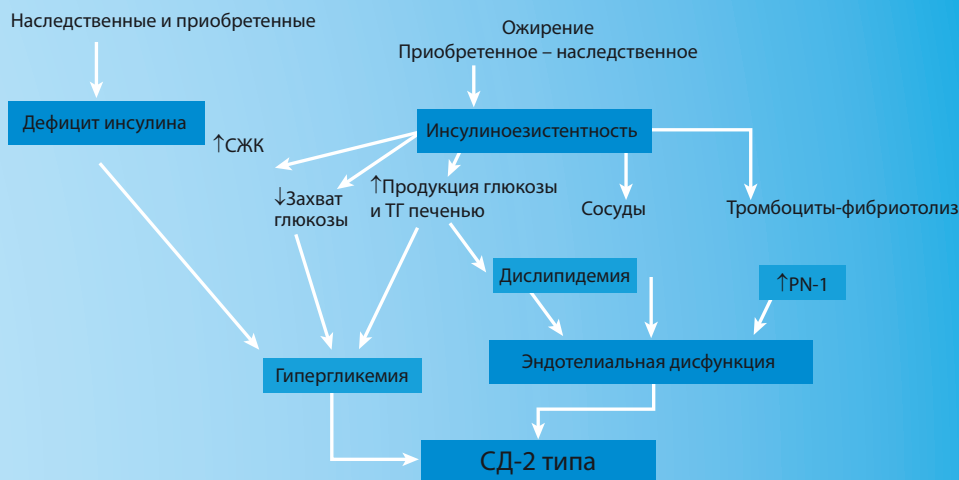 Наследственные и приобретенные
Ожирение
Приобретенное – наследственное
Дефицит инсулина
Инсулиноезистентность
↑СЖК
↓Захват
глюкозы
↑Продукция глюкозы
и ТГ печенью
Сосуды
Тромбоциты-фибриотолиз
Дислипидемия
↑PN-1
Гипергликемия
Эндотелиальная дисфункция
СД-2 типа